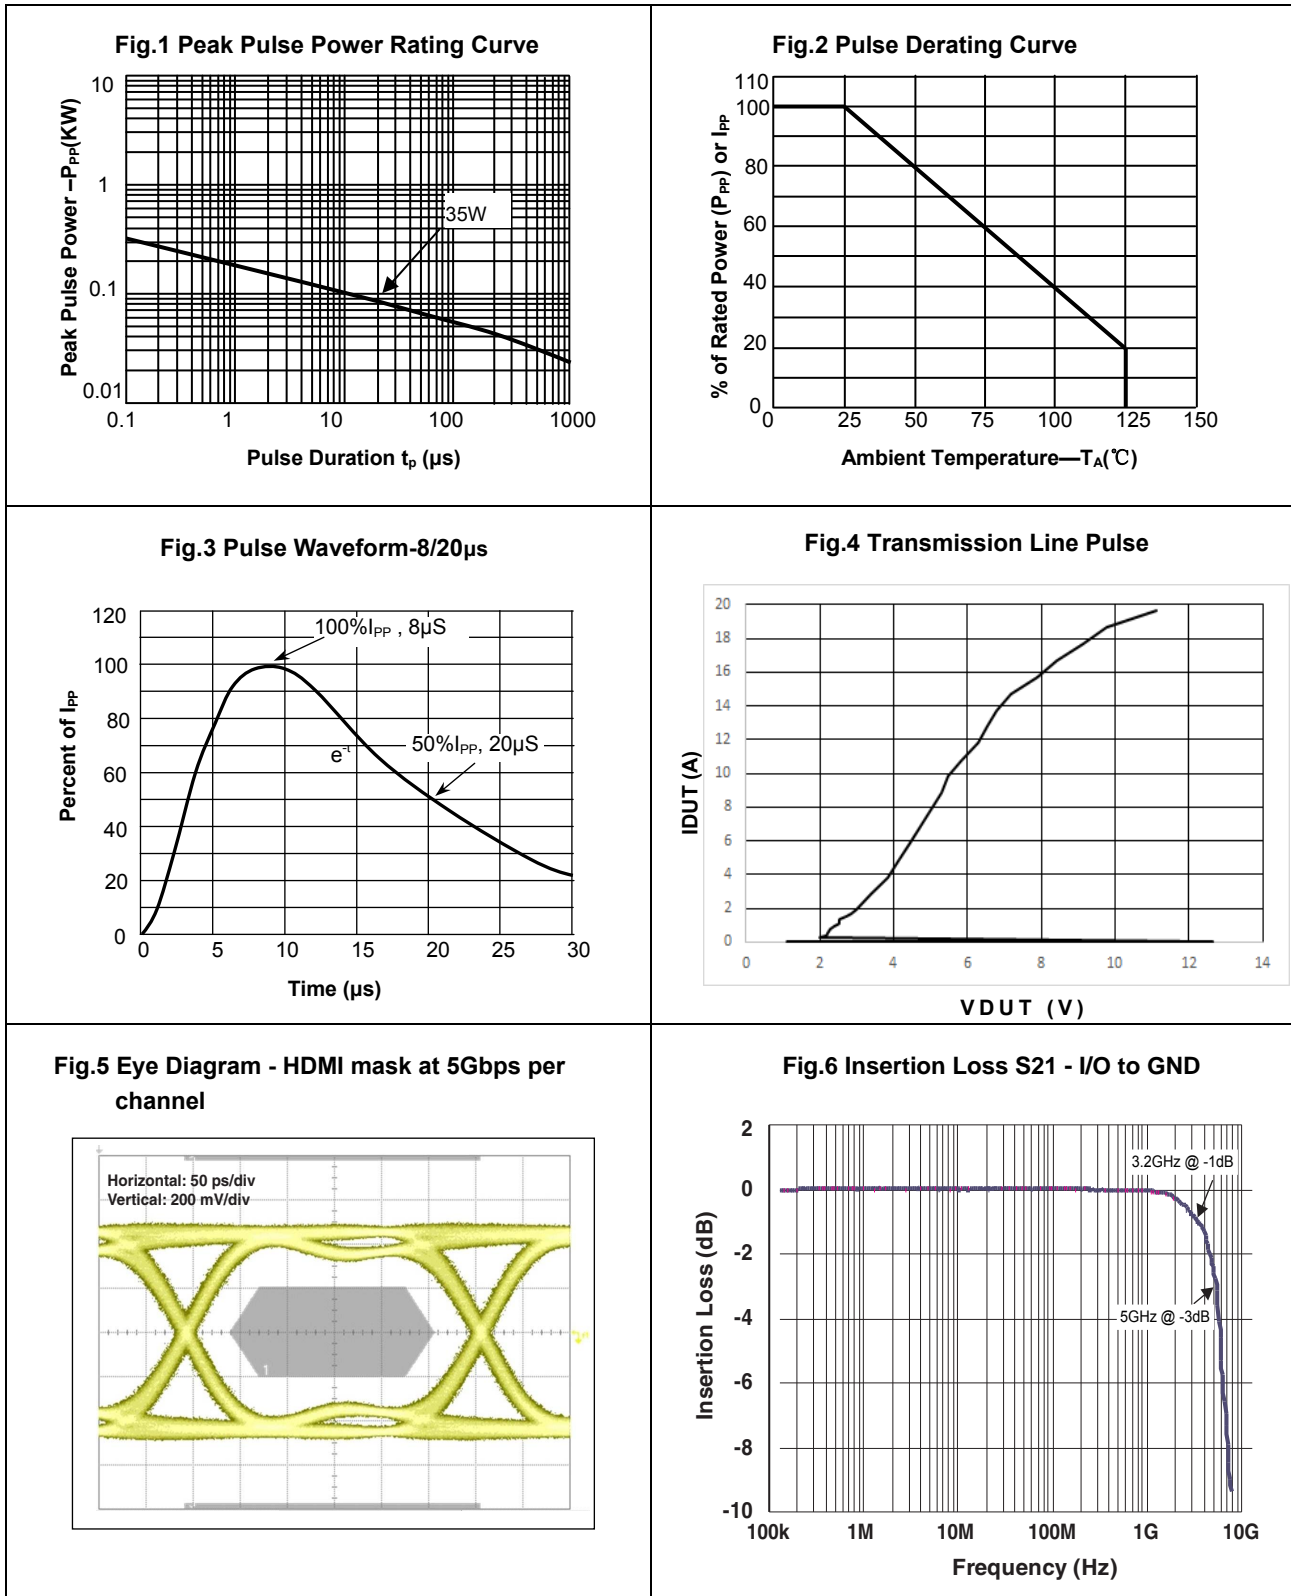 Fig.1 Peak Pulse Power Rating Curve
Peak Pulse Power –PPP(KW)
10
1
0.1
0.01
35W
0.1 1 10 100 1000
Pulse Duration tp (µs)
Fig.2 Pulse Derating Curve
% of Rated Power (PPP) or IPP
110
100
80
60
40
20
0
0 25 50 75 100 125 150
Ambient Temperature—TA(℃)
Fig.3 Pulse Waveform-8/20µs
Percent of IPP
120
100
80
60
40
20
0
100%IPP , 8µS
e-t
50%IPP, 20µS
0 5 10 15 20 25 30
Time (µs)
Fig.4 Transmission Line Pulse
IDUT (A)
20
18
16
14
12
10
8
6
4
2
0
0 2 4 6 8 10 12 14
VDUT (V)
Fig.5 Eye Diagram - HDMI mask at 5Gbps per
channel
Horizontal: 50 ps/div
Vertical: 200 mV/div
1
Fig.6 Insertion Loss S21 - I/O to GND
Insertion Loss (dB)
2
0
-2
-4
-6
-8
-10
3.2GHz @ -1dB
5GHz @ -3dB
100k 1M 10M 100M 1G 10G
Frequency (Hz)